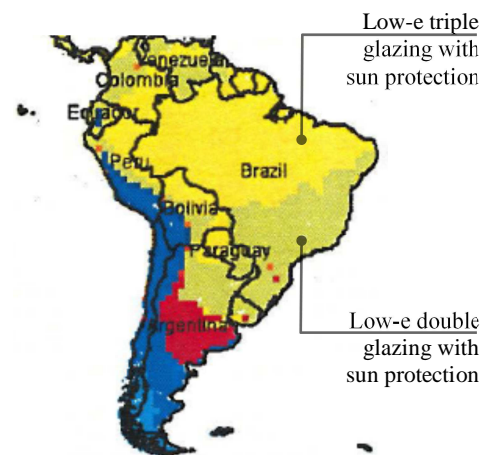 Low-e triple
glazing with
sun protection
Venezuela
Colombia
Ecuador
Peru
Brazil
Bolivia
Paraguay
Argentina
Low-e double
glazing with
sun protection